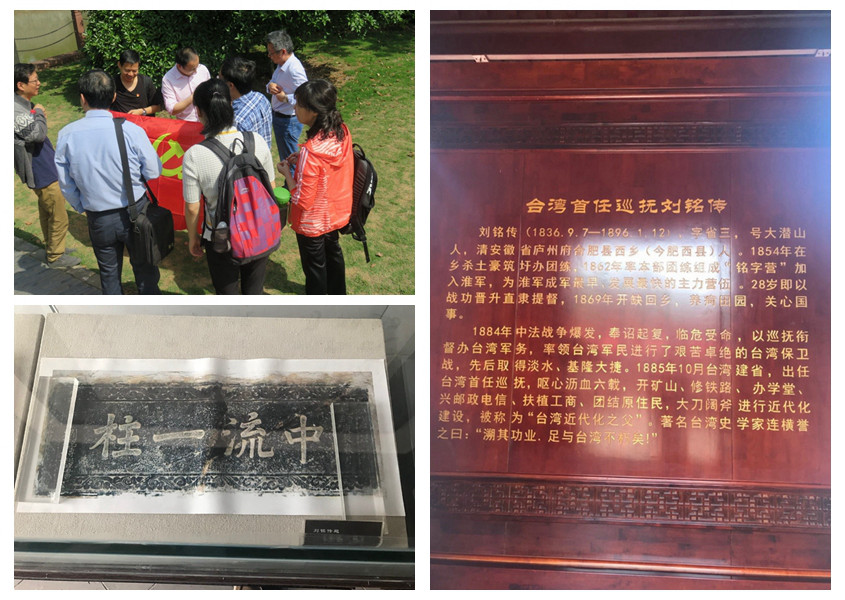 中流一柱
台湾首任巡抚刘铭传
刘铭传（1836.9.7—1896.1.12），字省三，号大潜山
人，清安徽省庐州府合肥县西乡（今肥西县）人。1854年在
乡杀土豪筑圩办团练，1862年率本部团练组成“铭字营”加
入淮军，为淮军成军最早、发展最快的主力营伍。28岁即以
战功晋升直隶提督，1869年开缺回乡，养疴田园，关心国
事。
1884年中法战争爆发，奉诏起复，临危受命，以巡抚衔
督办台湾军务，率领台湾军民进行了艰苦卓绝的台湾保卫
战，先后取得淡水、基隆大捷。1885年10月台湾建省，出任
台湾首任巡抚，呕心沥血六载，开矿山、修铁路、办学堂、
兴邮政电信、扶植工商、团结原住民，大刀阔斧进行近代化
建设，被称为“台湾近代化之父”。著名台湾史学家连横誉
之曰：“溯其功业，足与台湾不朽矣!”